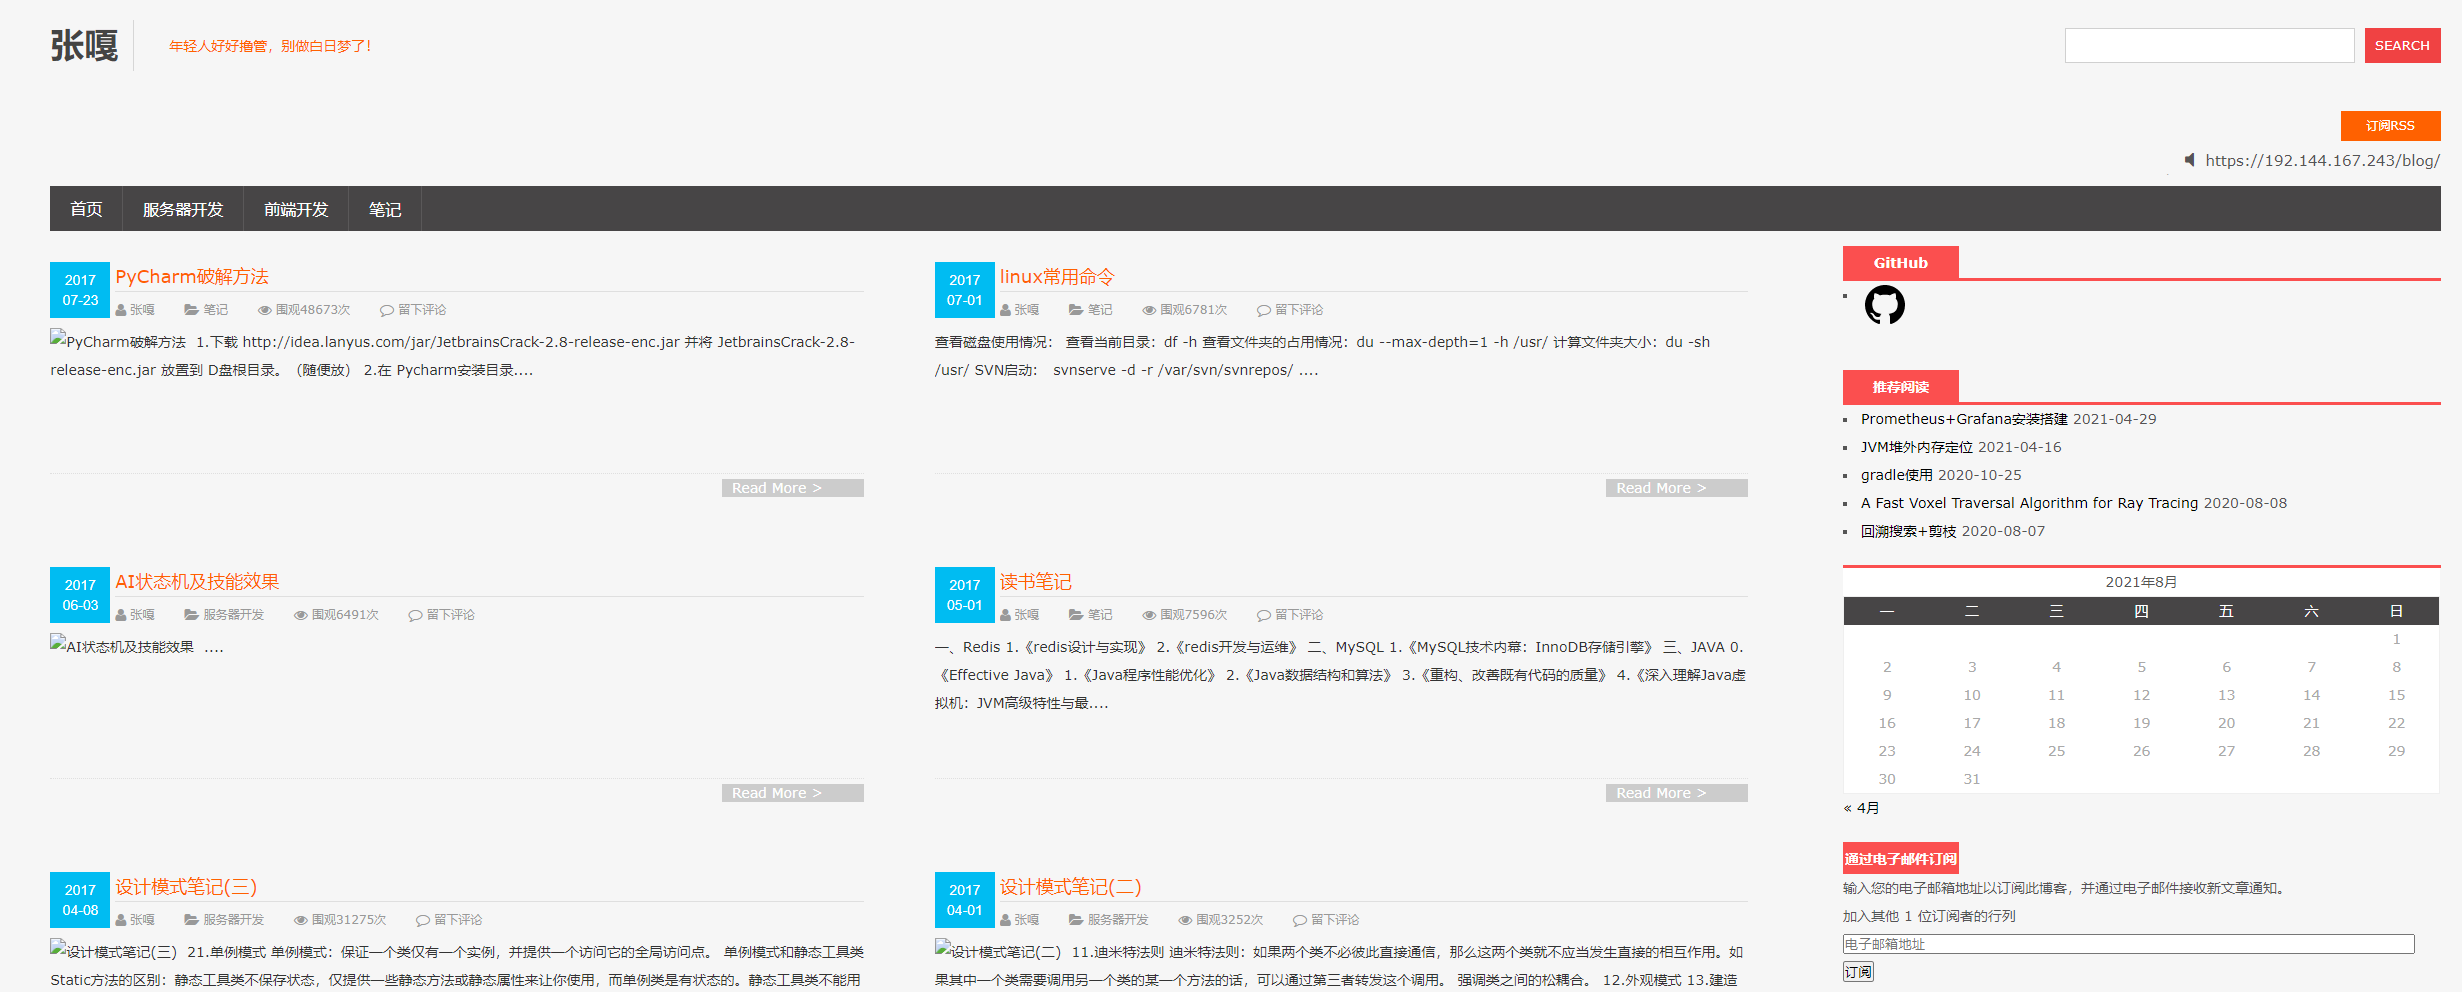 张嘎
年轻人好好撸管，别做白日梦了！
SEARCH
订阅RSS
https://192.144.167.243/blog/
首页 服务器开发 前端开发 笔记
2017
07-23
PyCharm破解方法
张嘎 笔记 围观48673次 留下评论
PyCharm破解方法 1.下载 http://idea.lanyus.com/jar/JetbrainsCrack-2.8-release-enc.jar 并将 JetbrainsCrack-2.8-
release-enc.jar 放置到 D盘根目录。（随便放） 2.在 Pycharm安装目录....
Read More >
2017
07-01
linux常用命令
张嘎 笔记 围观6781次 留下评论
查看磁盘使用情况： 查看当前目录：df -h 查看文件夹的占用情况：du --max-depth=1 -h /usr/ 计算文件夹大小：du -sh
/usr/ SVN启动： svnserve -d -r /var/svn/svnrepos/ ....
Read More >
2017
06-03
AI状态机及技能效果
张嘎 服务器开发 围观6491次 留下评论
AI状态机及技能效果 ....
Read More >
2017
05-01
读书笔记
张嘎 笔记 围观7596次 留下评论
一、Redis 1.《redis设计与实现》 2.《redis开发与运维》 二、MySQL 1.《MySQL技术内幕：InnoDB存储引擎》 三、JAVA 0.
《Effective Java》 1.《Java程序性能优化》 2.《Java数据结构和算法》 3.《重构、改善既有代码的质量》 4.《深入理解Java虚
拟机：JVM高级特性与最....
Read More >
2017
04-08
设计模式笔记(三)
张嘎 服务器开发 围观31275次 留下评论
设计模式笔记(三) 21.单例模式 单例模式：保证一个类仅有一个实例，并提供一个访问它的全局访问点。 单例模式和静态工具类
Static方法的区别：静态工具类不保存状态，仅提供一些静态方法或静态属性来让你使用，而单例类是有状态的。静态工具类不能用
2017
04-01
设计模式笔记(二)
张嘎 服务器开发 围观3252次 留下评论
设计模式笔记(二) 11.迪米特法则 迪米特法则：如果两个类不必彼此直接通信，那么这两个类就不应当发生直接的相互作用。如
果其中一个类需要调用另一个类的某一个方法的话，可以通过第三者转发这个调用。 强调类之间的松耦合。 12.外观模式 13.建造
GitHub
推荐阅读
Prometheus+Grafana安装搭建 2021-04-29
JVM堆外内存定位 2021-04-16
gradle使用 2020-10-25
A Fast Voxel Traversal Algorithm for Ray Tracing 2020-08-08
回溯搜索+剪枝 2020-08-07
2021年8月
一 二 三 四 五 六 日
1
2 3 4 5 6 7 8
9 10 11 12 13 14 15
16 17 18 19 20 21 22
23 24 25 26 27 28 29
30 31
« 4月
通过电子邮件订阅
输入您的电子邮箱地址以订阅此博客，并通过电子邮件接收新文章通知。
加入其他 1 位订阅者的行列
电子邮箱地址
订阅